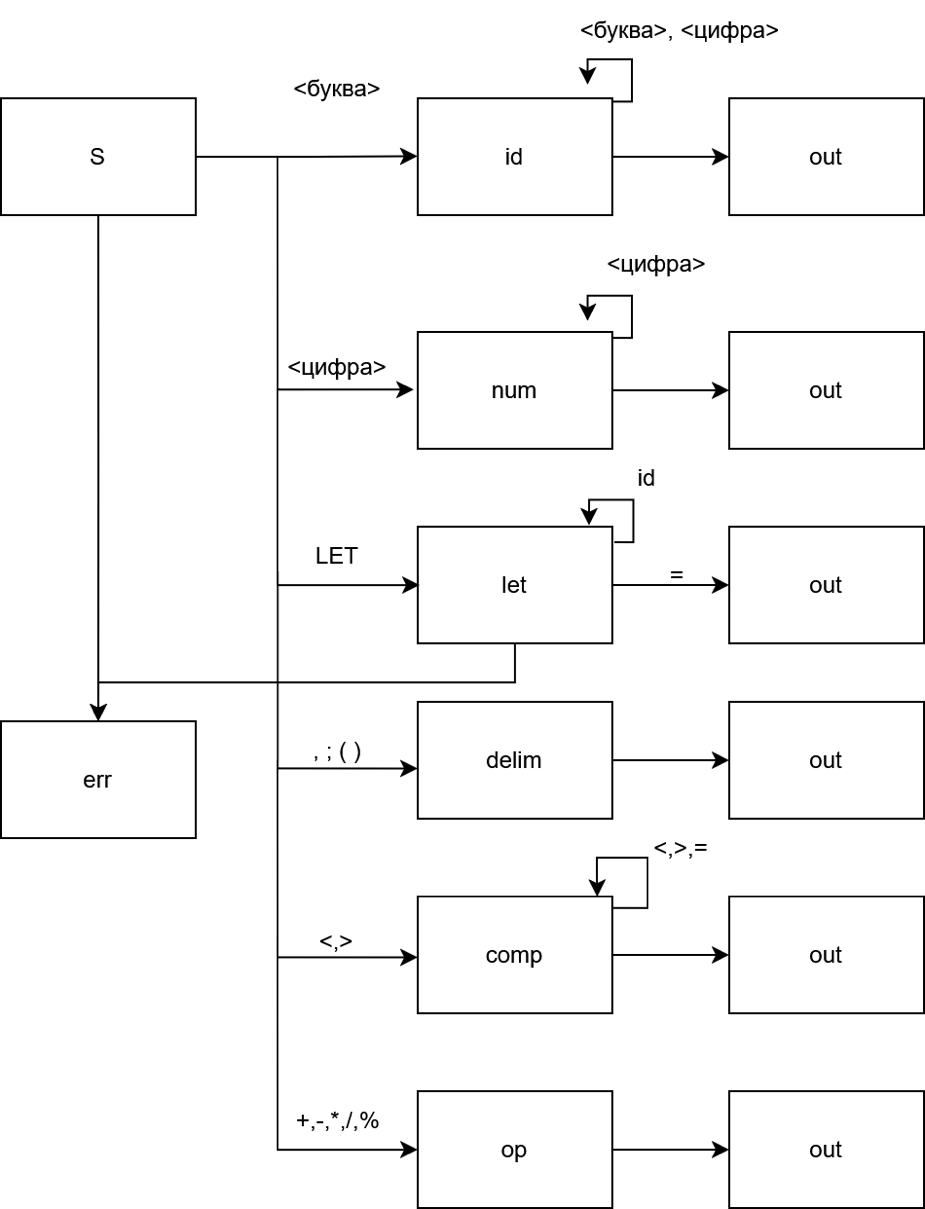 <буква>, <цифра>
<буква>
S
id
out
<цифра>
<цифра>
num
out
id
LET
let
=
out
err
, ; ( )
delim
out
<,>,=
<,>
comp
out
+,-,*,/,%
op
out